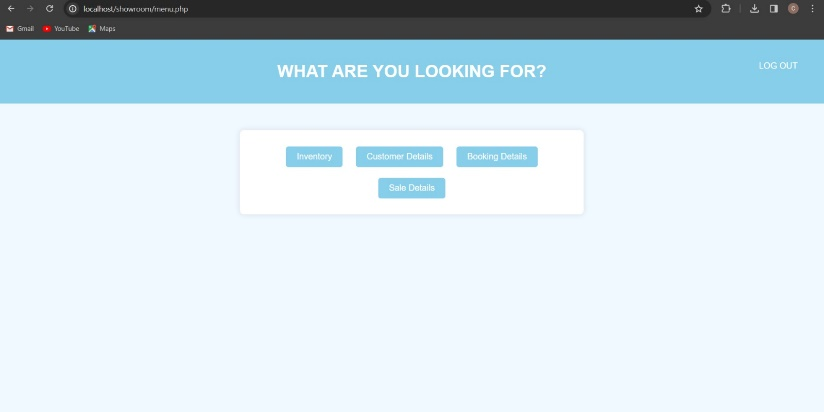 localhost/showroom/menu.php
C
Gmail YouTube Maps
WHAT ARE YOU LOOKING FOR?
LOG OUT
Inventory Customer Details Booking Details
Sale Details